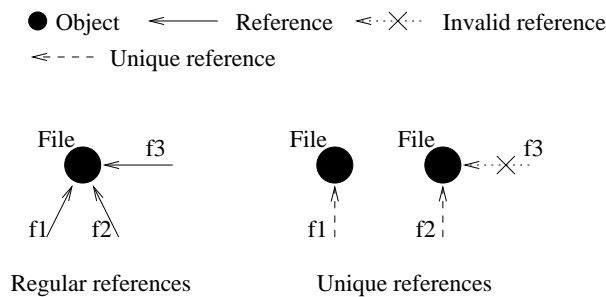 Object Reference Invalid reference
Unique reference
File File File
f3 f3
f1 f2 f1 f2
Regular references Unique references